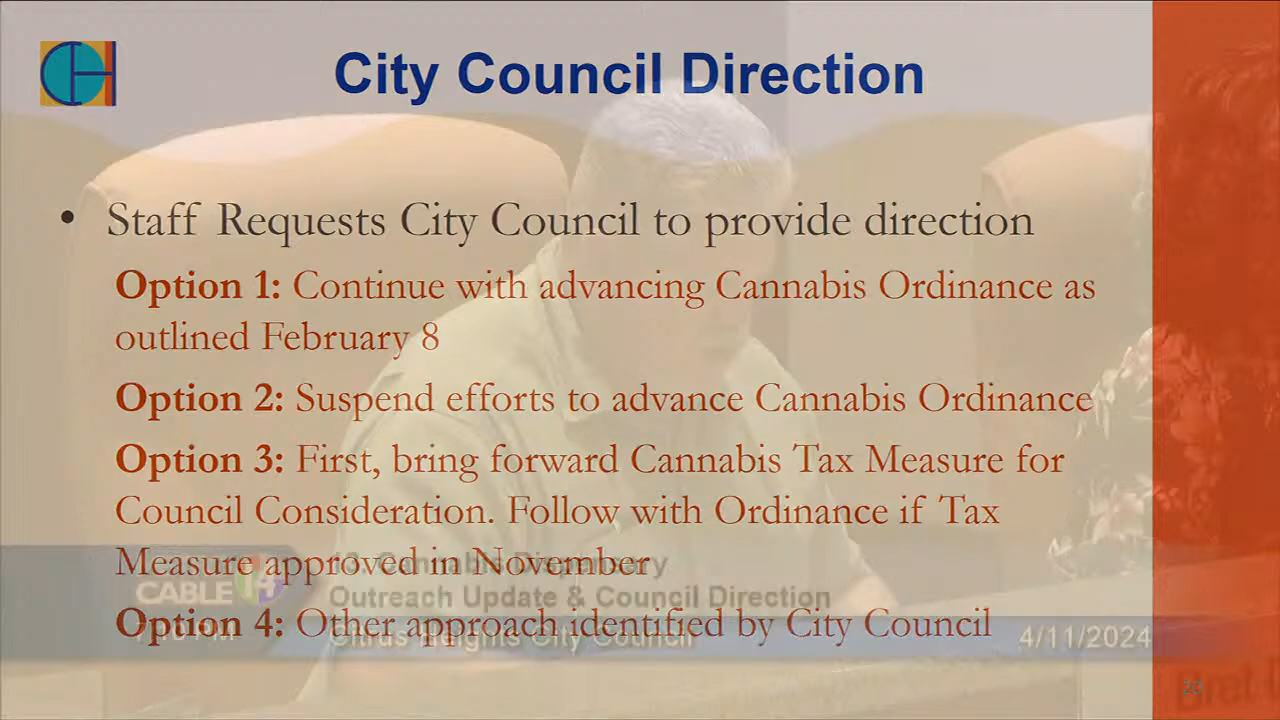 City Council Direction
• Staff Requests City Council to provide direction
Option 1: Continue with advancing Cannabis Ordinance as
outlined February 8
Option 2: Suspend efforts to advance Cannabis Ordinance
Option 3: First, bring forward Cannabis Tax Measure for
Council Consideration. Follow with Ordinance if Tax
Measure approved in November
Option 4: Other approach identified by City Council
CABLE 14
Cannabis Dispensary
Outreach Update & Council Direction
Citrus Heights City Council
4/11/2024
20